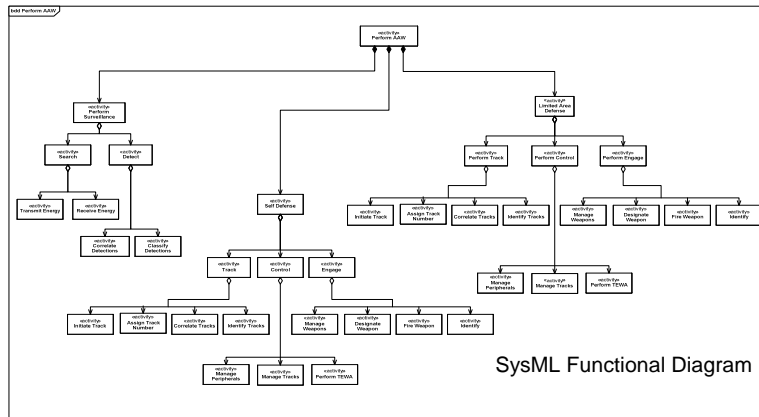 bdd Perform AAW
«activity»
Perform AAW
«activity»
Perform
Surveillance
«activity»
Limited Area
Defense
«activity»
Search
«activity»
Detect
«activity»
Perform Track
«activity»
Perform Control
«activity»
Perform Engage
«activity»
Transmit Energy
«activity»
Receive Energy
«activity»
Self Defense
«activity»
Initiate Track
«activity»
Assign Track
Number
«activity»
Correlate Tracks
«activity»
Identify Tracks
«activity»
Manage
Weapons
«activity»
Designate
Weapon
«activity»
Fire Weapon
«activity»
Identify
«activity»
Correlate
Detections
«activity»
Classify
Detections
«activity»
Track
«activity»
Control
«activity»
Engage
«activity»
Manage
Peripherals
«activity»
Manage Tracks
«activity»
Perform TEWA
«activity»
Initiate Track
«activity»
Assign Track
Number
«activity»
Correlate Tracks
«activity»
Identify Tracks
«activity»
Manage
Weapons
«activity»
Designate
Weapon
«activity»
Fire Weapon
«activity»
Identify
«activity»
Manage
Peripherals
«activity»
Manage Tracks
«activity»
Perform TEWA
SysML Functional Diagram